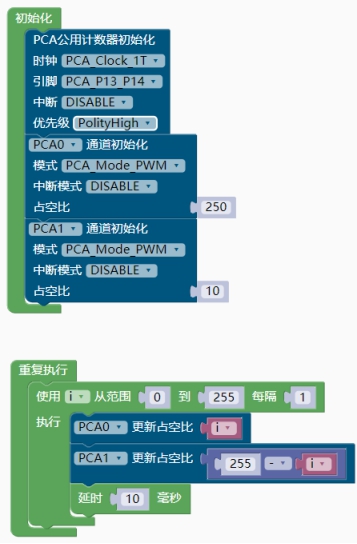 初始化
PCA公用计数器初始化
时钟 PCA_Clock_1T
引脚 PCA_P13_P14
中断 DISABLE
优先级 PolityHigh
PCA0 通道初始化
模式 PCA_Mode_PWM
中断模式 DISABLE
占空比 250
PCA1 通道初始化
模式 PCA_Mode_PWM
中断模式 DISABLE
占空比 10
重复执行
使用 i 从范围 0 到 255 每隔 1
执行 PCA0 更新占空比 i
PCA1 更新占空比 255 - i
延时 10 毫秒